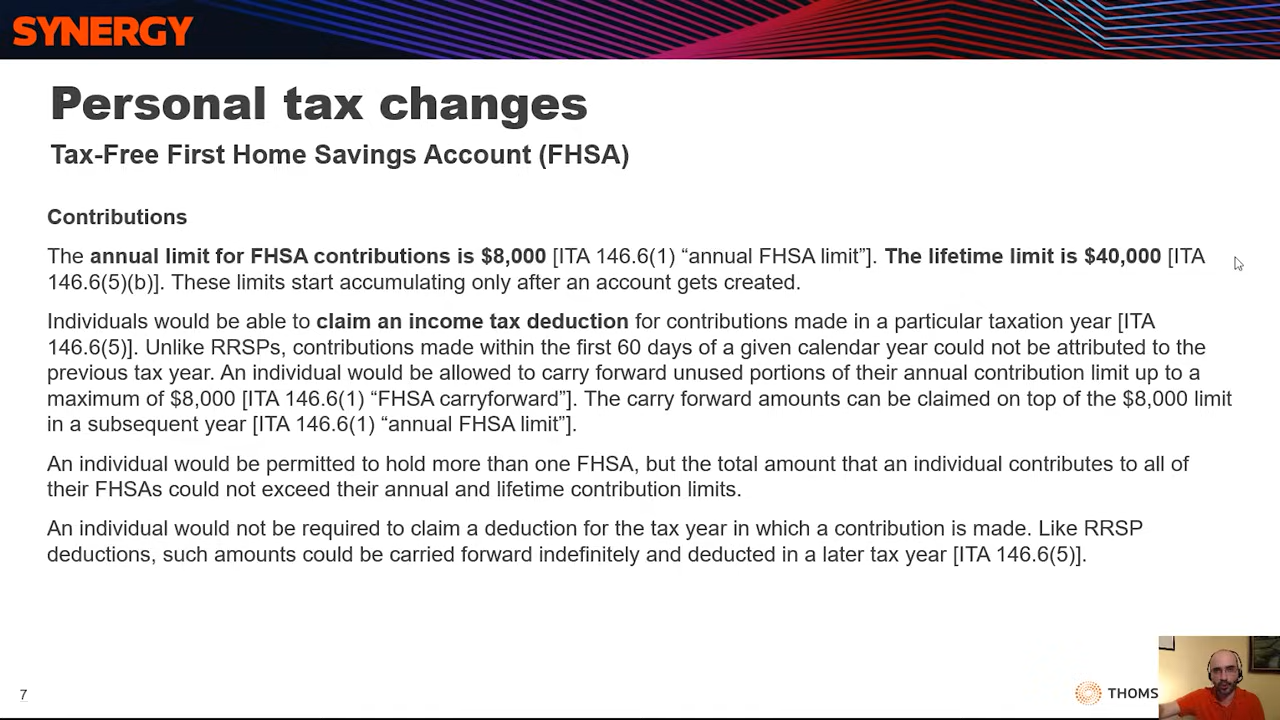 SYNERGY
Personal tax changes
Tax-Free First Home Savings Account (FHSA)
Contributions
The annual limit for FHSA contributions is $8,000 [ITA 146.6(1) “annual FHSA limit”]. The lifetime limit is $40,000 [ITA
146.6(5)(b)]. These limits start accumulating only after an account gets created.
Individuals would be able to claim an income tax deduction for contributions made in a particular taxation year [ITA
146.6(5)]. Unlike RRSPs, contributions made within the first 60 days of a given calendar year could not be attributed to the
previous tax year. An individual would be allowed to carry forward unused portions of their annual contribution limit up to a
maximum of $8,000 [ITA 146.6(1) “FHSA carryforward”]. The carry forward amounts can be claimed on top of the $8,000 limit
in a subsequent year [ITA 146.6(1) “annual FHSA limit”].
An individual would be permitted to hold more than one FHSA, but the total amount that an individual contributes to all of
their FHSAs could not exceed their annual and lifetime contribution limits.
An individual would not be required to claim a deduction for the tax year in which a contribution is made. Like RRSP
deductions, such amounts could be carried forward indefinitely and deducted in a later tax year [ITA 146.6(5)].
7
THOMS